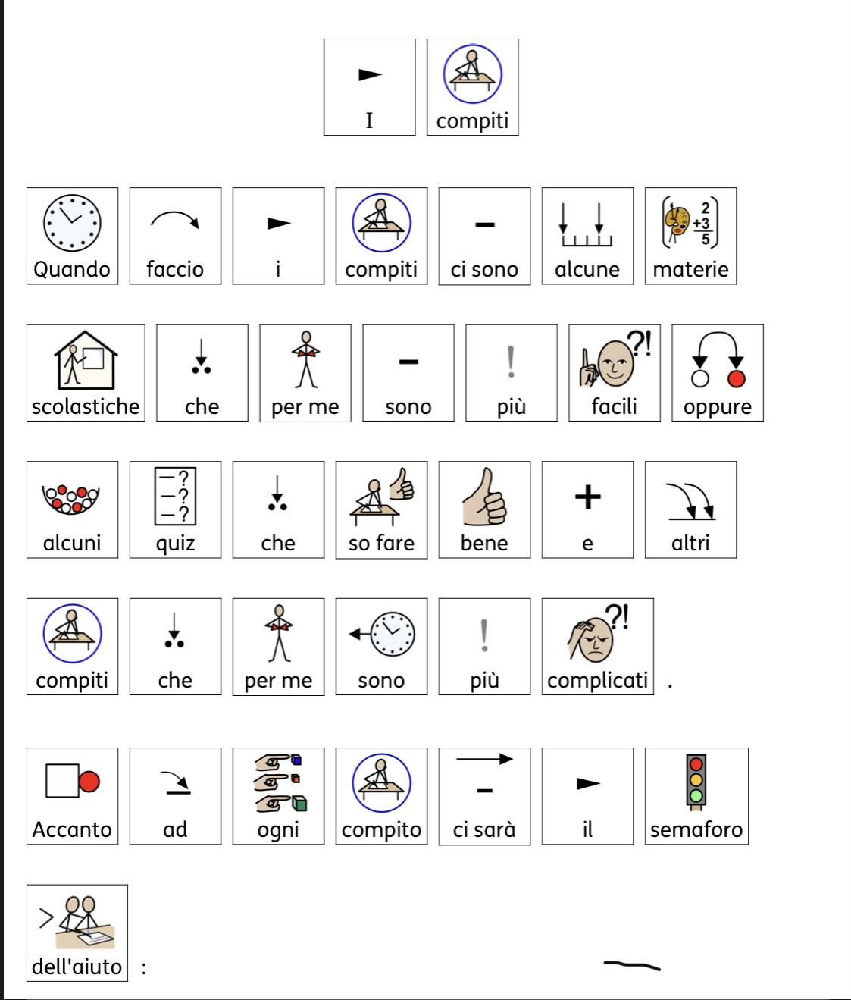 I compiti
Quando faccio i compiti ci sono alcune materie
scolastiche che per me sono più facili oppure
alcuni quiz che so fare bene e altri
compiti che per me sono più complicati .
Accanto ad ogni compito ci sarà il semaforo
dell'aiuto :